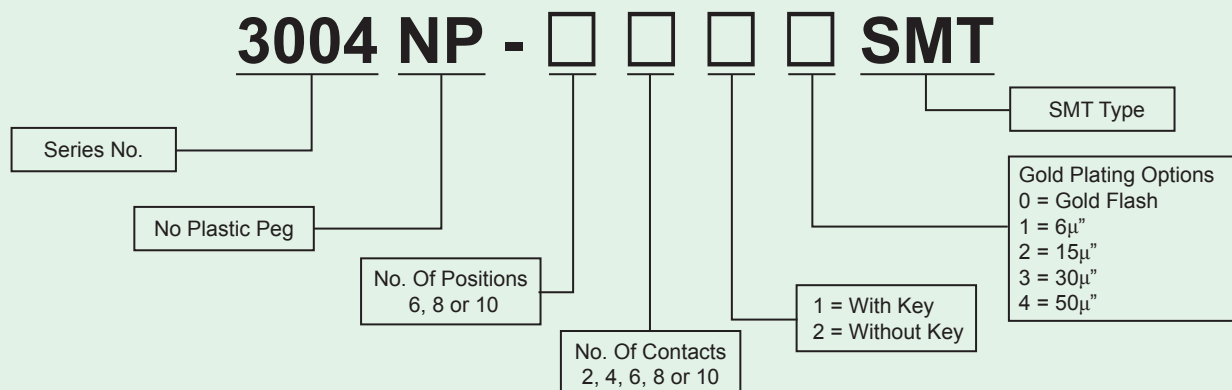 3004 NP - □ □ □ □ SMT
SMT Type
Series No.
Gold Plating Options
0 = Gold Flash
1 = 6μ”
2 = 15μ”
3 = 30μ”
4 = 50μ”
No Plastic Peg
No. Of Positions
6, 8 or 10
1 = With Key
2 = Without Key
No. Of Contacts
2, 4, 6, 8 or 10